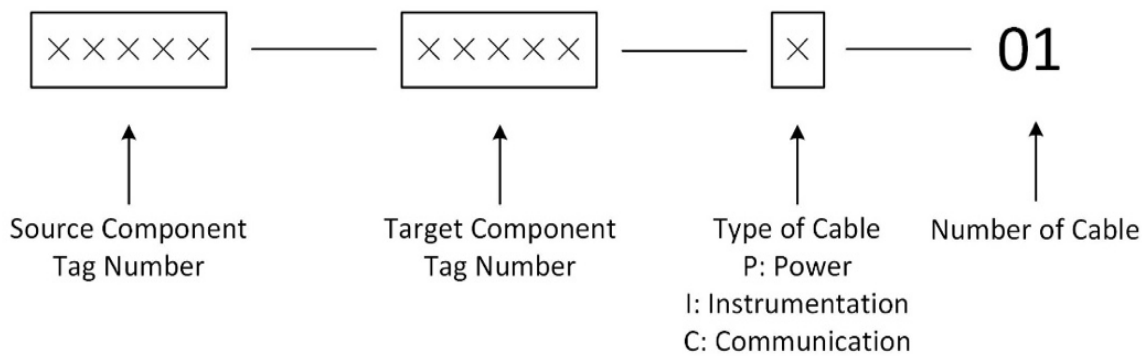 ××××× — ××××× — × — 01
Source Component
Tag Number
Target Component
Tag Number
Type of Cable
P: Power
I: Instrumentation
C: Communication
Number of Cable